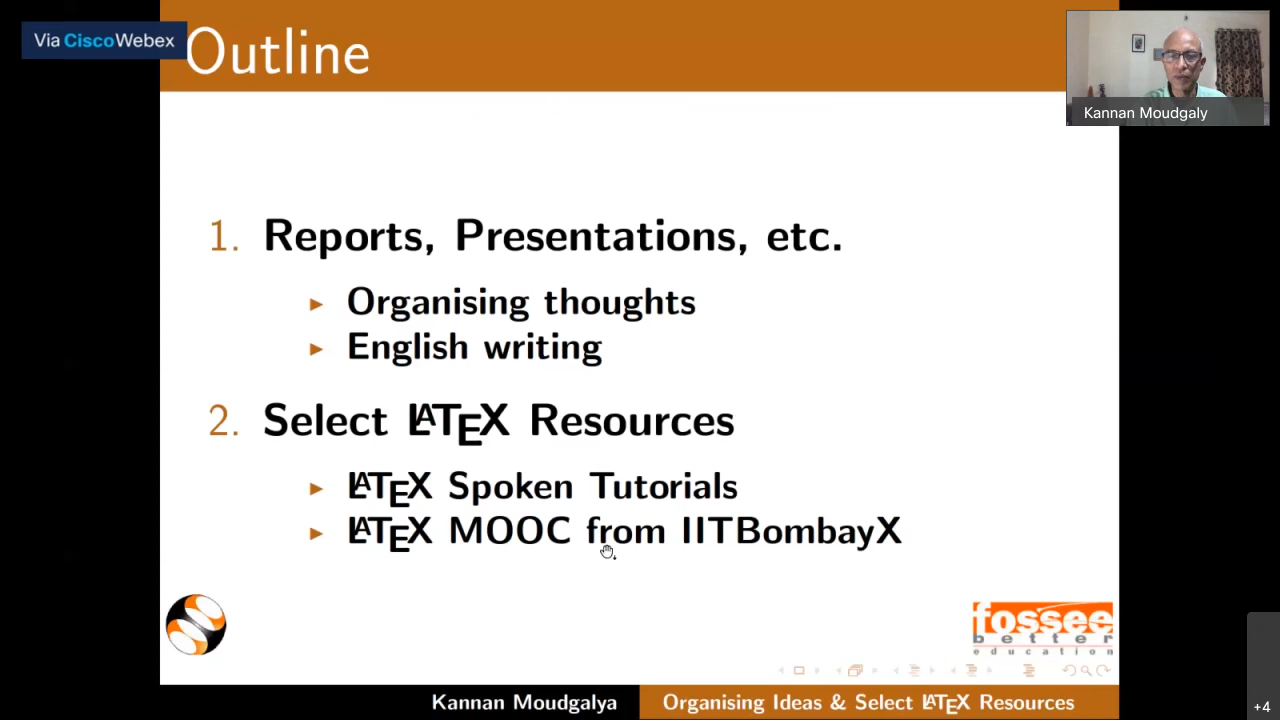 Via CiscoWebex
Outline
Kannan Moudgaly
1. Reports, Presentations, etc.
Organising thoughts
English writing
2. Select LATEX Resources
LATEX Spoken Tutorials
LATEX MOOC from IITBombayX
fossee
better
education
Kannan Moudgalya
Organising Ideas & Select LATEX Resources
+4